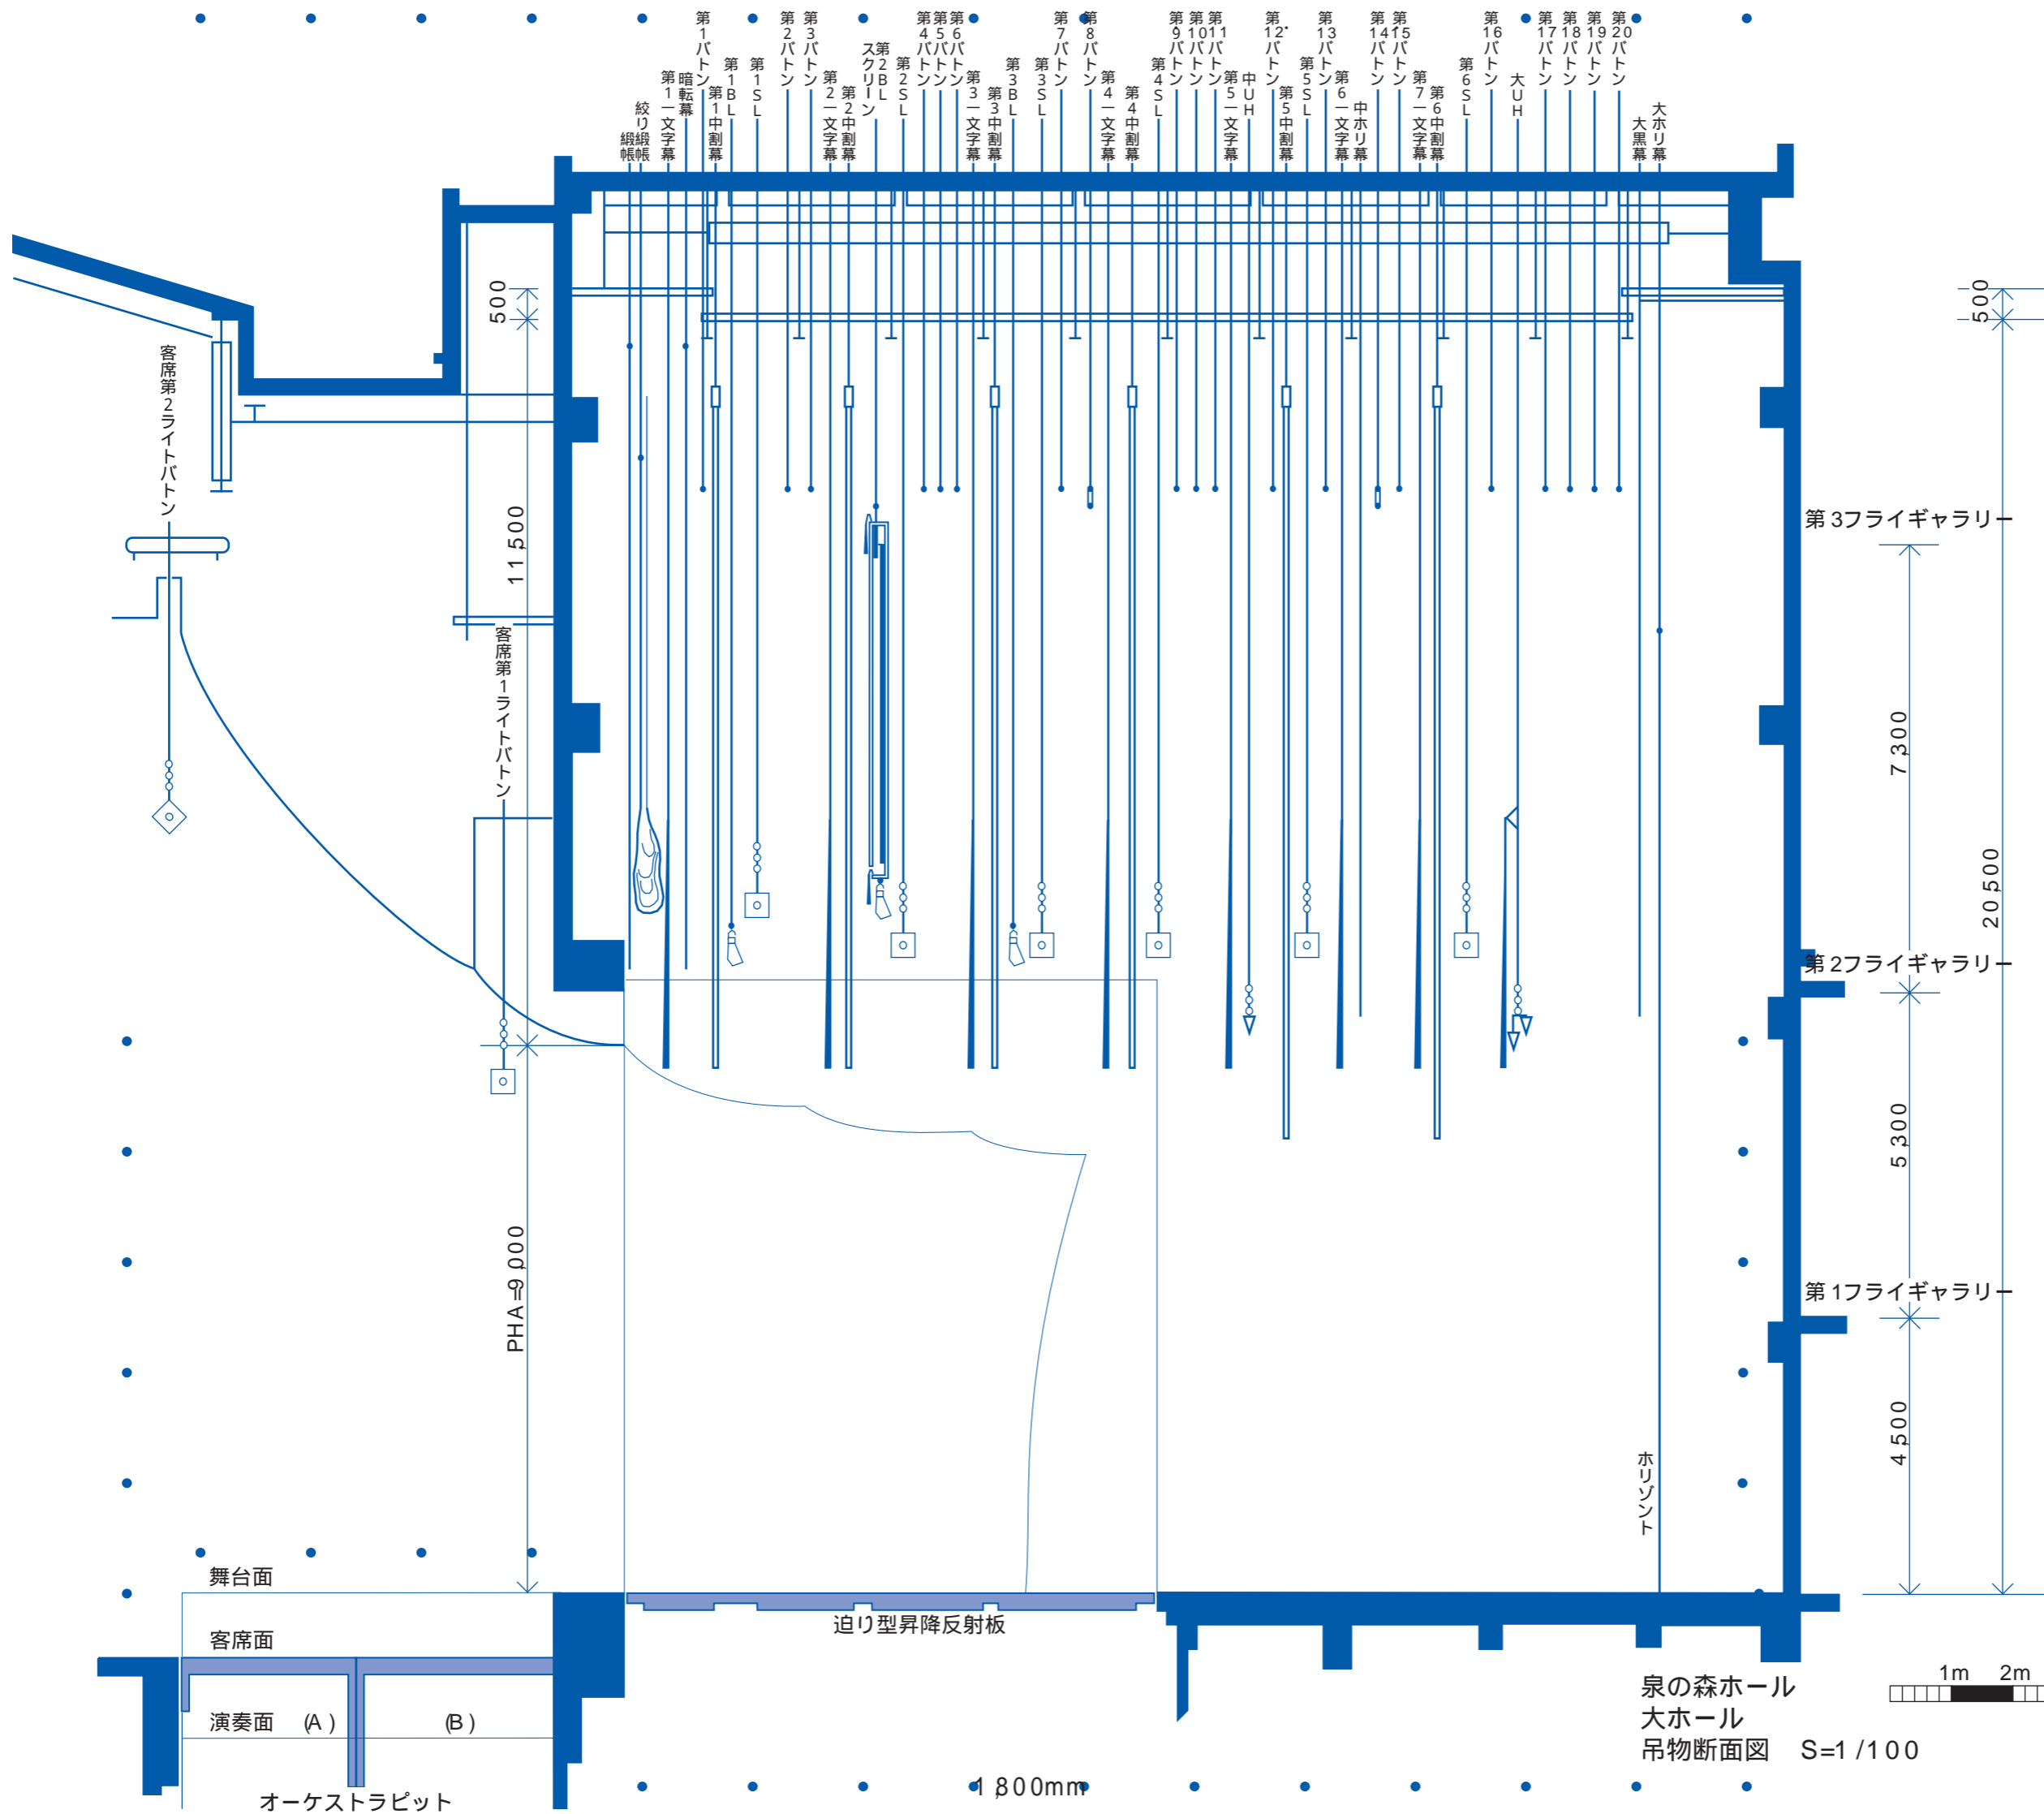 緞帳
絞り緞帳
第1一文字幕
暗転幕
第1バトン
第1中割幕
第1BL
第1SL
第2バトン
第3バトン
第2一文字幕
第2中割幕
スクリーン
第2BL
第2SL
第4バトン
第5バトン
第6バトン
第3一文字幕
第3中割幕
第3BL
第3SL
第7バトン
第8バトン
第4一文字幕
第4中割幕
第4SL
第9バトン
第10バトン
第11バトン
第5一文字幕
中UH
第12バトン
第5中割幕
第5SL
第13バトン
第6一文字幕
中ホリ幕
第14バトン
第15バトン
第7一文字幕
第6中割幕
第6SL
第16バトン
大UH
第17バトン
第18バトン
第19バトン
第20バトン
大黒幕
大ホリ幕
500
500
客席第2ライトバトン
11,500
第3フライギャラリー
客席第1ライトバトン
7,300
20,500
第2フライギャラリー
5,300
PHA=9,000
第1フライギャラリー
4,500
ホリゾント
舞台面
迫り型昇降反射板
客席面
演奏面 (A) (B)
オーケストラピット
1,800mm
1m 2m
泉の森ホール
大ホール
吊物断面図 S=1/100